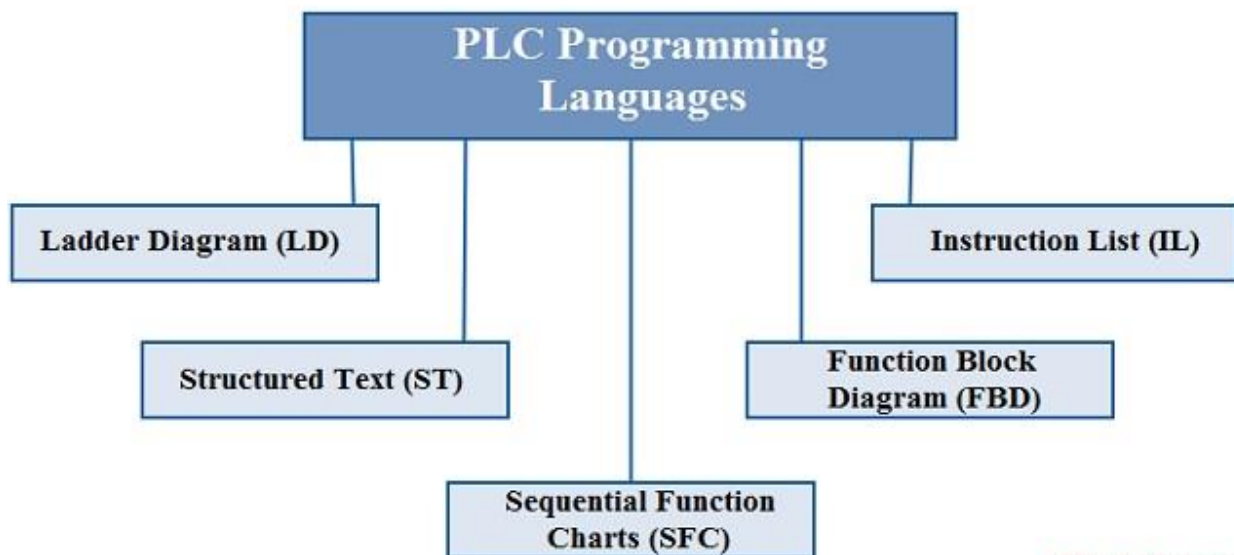 PLC Programming
Languages
Ladder Diagram (LD)
Instruction List (IL)
Structured Text (ST)
Function Block
Diagram (FBD)
Sequential Function
Charts (SFC)